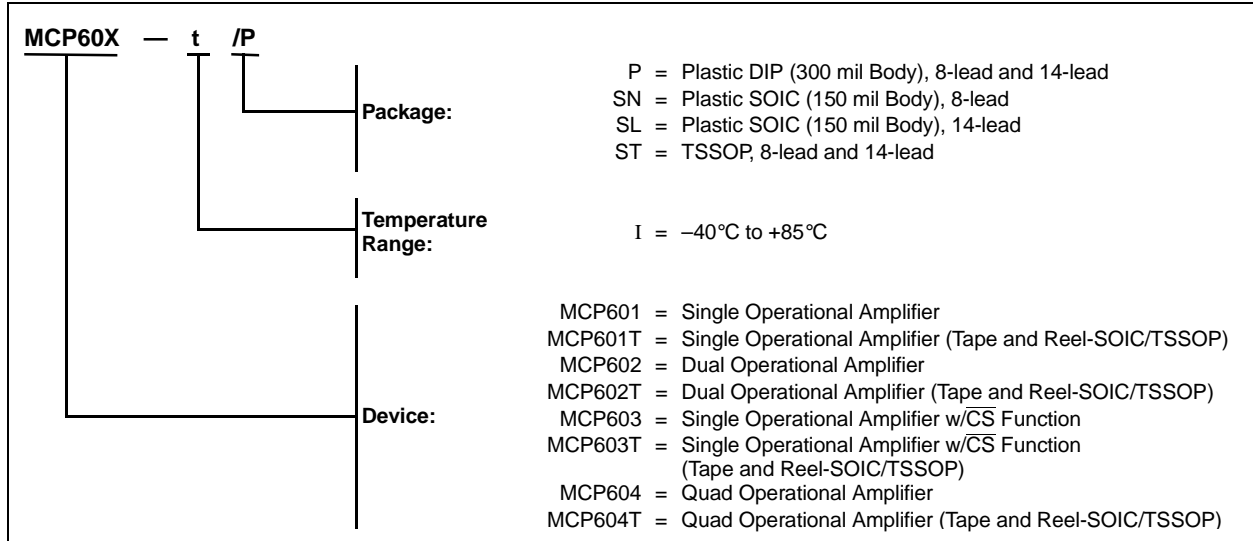 MCP60X — t /P
Package:
P = Plastic DIP (300 mil Body), 8-lead and 14-lead
SN = Plastic SOIC (150 mil Body), 8-lead
SL = Plastic SOIC (150 mil Body), 14-lead
ST = TSSOP, 8-lead and 14-lead
Temperature
Range:
I = –40°C to +85°C
Device:
MCP601 = Single Operational Amplifier
MCP601T = Single Operational Amplifier (Tape and Reel-SOIC/TSSOP)
MCP602 = Dual Operational Amplifier
MCP602T = Dual Operational Amplifier (Tape and Reel-SOIC/TSSOP)
MCP603 = Single Operational Amplifier w/C̅S̅ Function
MCP603T = Single Operational Amplifier w/C̅S̅ Function
(Tape and Reel-SOIC/TSSOP)
MCP604 = Quad Operational Amplifier
MCP604T = Quad Operational Amplifier (Tape and Reel-SOIC/TSSOP)